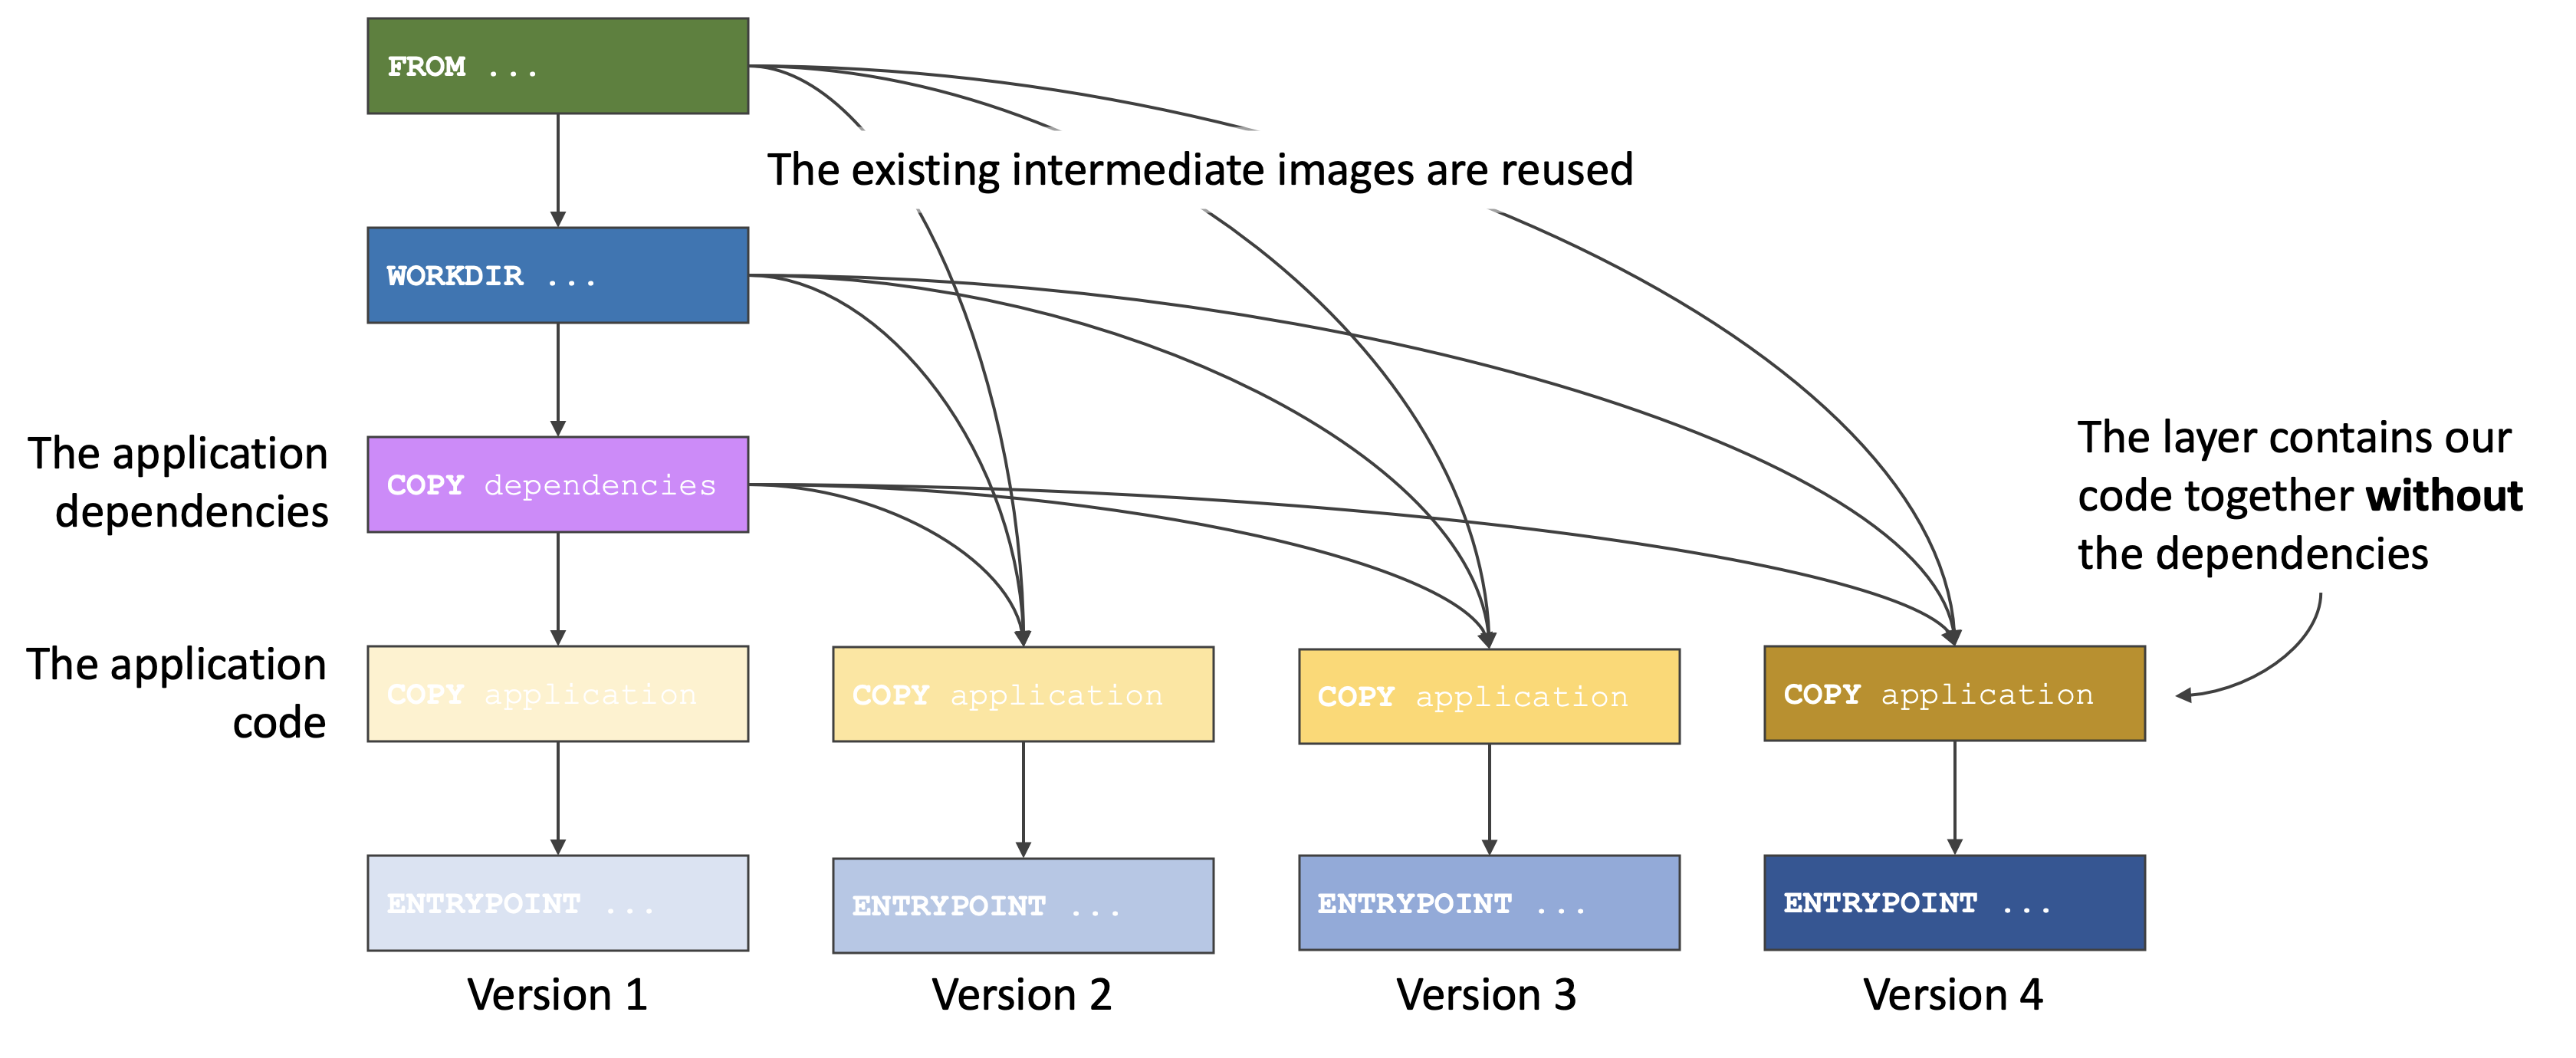 FROM ...
The existing intermediate images are reused
WORKDIR ...
The application
dependencies
COPY dependencies
The layer contains our
code together without
the dependencies
The application
code
COPY application
COPY application
COPY application
COPY application
ENTRYPOINT ...
ENTRYPOINT ...
ENTRYPOINT ...
ENTRYPOINT ...
Version 1
Version 2
Version 3
Version 4